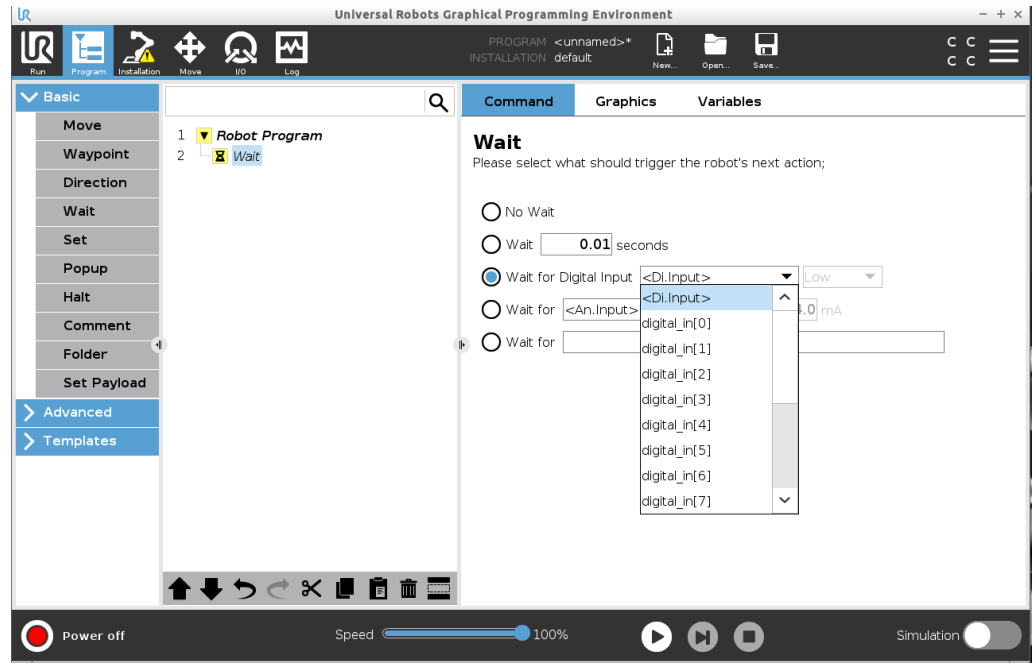 UR Universal Robots Graphical Programming Environment - + ×
PROGRAM <unnamed>*
INSTALLATION default
Run Program Installation Move I/O Log New... Open... Save...
C C
C C
Basic
Move
Waypoint
Direction
Wait
Set
Popup
Halt
Comment
Folder
Set Payload
Advanced
Templates
1 Robot Program
2 Wait
Command Graphics Variables
Wait
Please select what should trigger the robot's next action;
No Wait
Wait 0.01 seconds
Wait for Digital Input <Di.Input> Low
Wait for <An.Input> .0 mA
Wait for
<Di.Input>
digital_in[0]
digital_in[1]
digital_in[2]
digital_in[3]
digital_in[4]
digital_in[5]
digital_in[6]
digital_in[7]
Power off Speed 100% Simulation